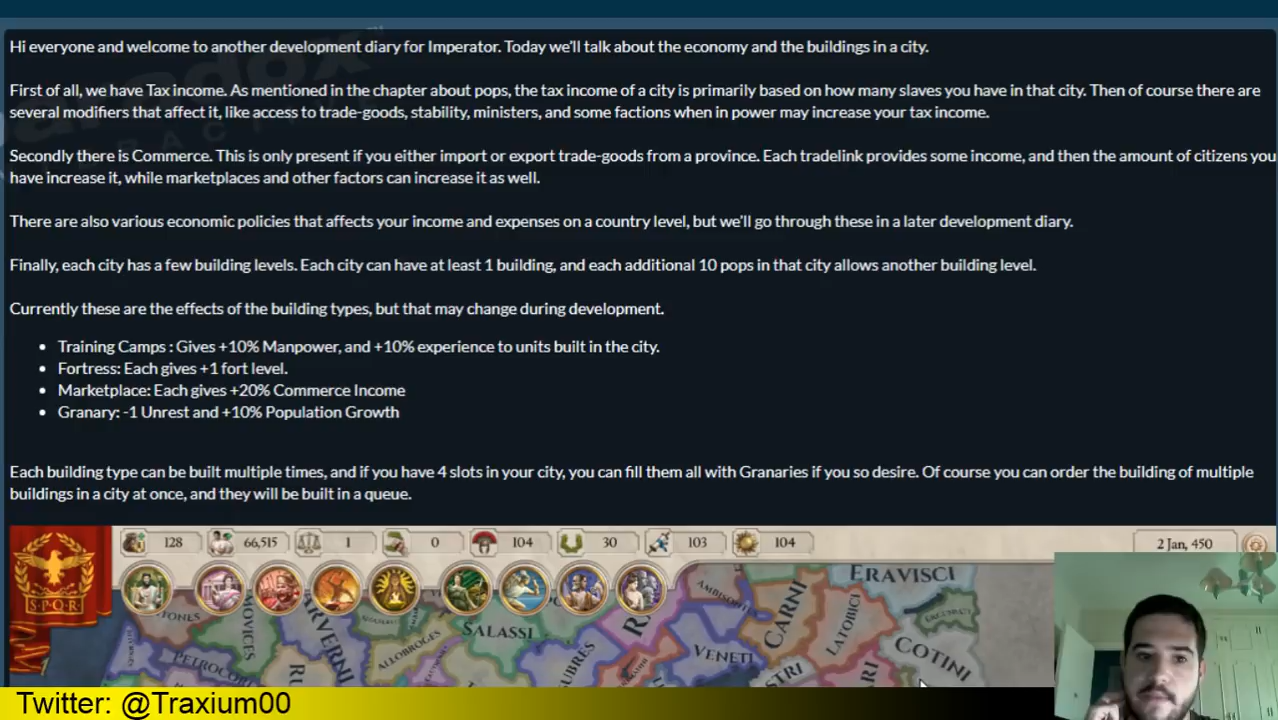 Hi everyone and welcome to another development diary for Imperator. Today we'll talk about the economy and the buildings in a city.
First of all, we have Tax income. As mentioned in the chapter about pops, the tax income of a city is primarily based on how many slaves you have in that city. Then of course there are
several modifiers that affect it, like access to trade-goods, stability, ministers, and some factions when in power may increase your tax income.
Secondly there is Commerce. This is only present if you either import or export trade-goods from a province. Each tradelink provides some income, and then the amount of citizens you
have increase it, while marketplaces and other factors can increase it as well.
There are also various economic policies that affects your income and expenses on a country level, but we'll go through these in a later development diary.
Finally, each city has a few building levels. Each city can have at least 1 building, and each additional 10 pops in that city allows another building level.
Currently these are the effects of the building types, but that may change during development.
• Training Camps : Gives +10% Manpower, and +10% experience to units built in the city.
• Fortress: Each gives +1 fort level.
• Marketplace: Each gives +20% Commerce Income
• Granary: -1 Unrest and +10% Population Growth
Each building type can be built multiple times, and if you have 4 slots in your city, you can fill them all with Granaries if you so desire. Of course you can order the building of multiple
buildings in a city at once, and they will be built in a queue.
128 66,515 1 0 104 30 103 104 2 Jan, 450
S·P·Q·R
ERAVISCI
CARNI
LATOBICI
SALASSI
ARVERNI
ALLOBROGES
VENETI
COTINI
Twitter: @Traxium00